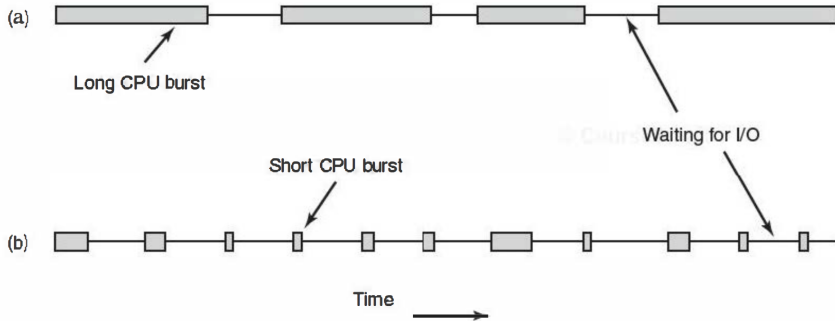 (a)
Long CPU burst
Waiting for I/O
Short CPU burst
(b)
Time